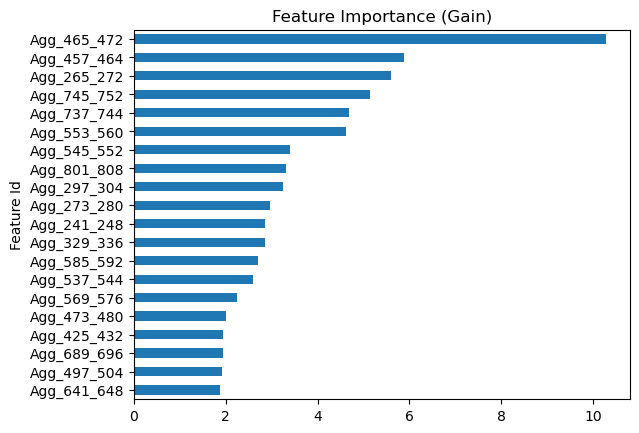 Feature Importance (Gain)
Feature Id
Agg_465_472
Agg_457_464
Agg_265_272
Agg_745_752
Agg_737_744
Agg_553_560
Agg_545_552
Agg_801_808
Agg_297_304
Agg_273_280
Agg_241_248
Agg_329_336
Agg_585_592
Agg_537_544
Agg_569_576
Agg_473_480
Agg_425_432
Agg_689_696
Agg_497_504
Agg_641_648
0 2 4 6 8 10